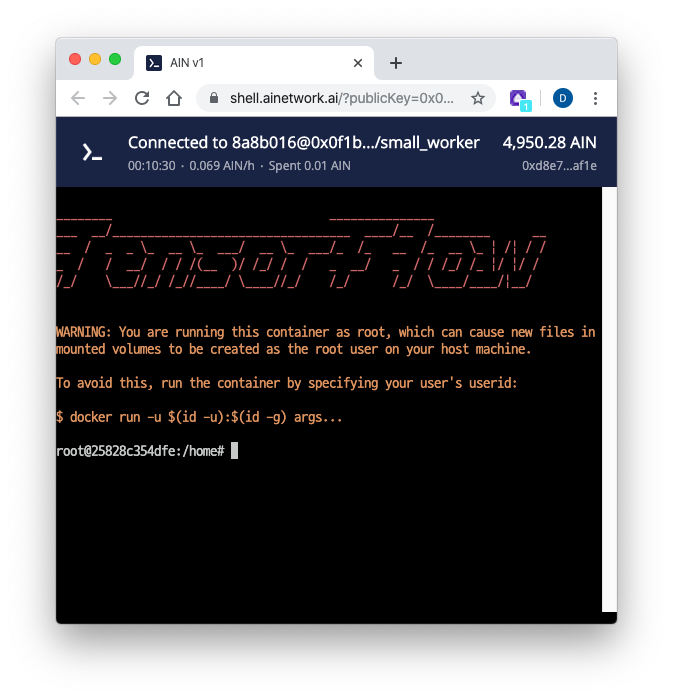 AIN v1
shell.ainetwork.ai/?publicKey=0x0...
1
D
Connected to 8a8b016@0x0f1b.../small_worker 4,950.28 AIN
00:10:30 · 0.069 AIN/h · Spent 0.01 AIN 0xd8e7...af1e
TensorFlow
WARNING: You are running this container as root, which can cause new files in
mounted volumes to be created as the root user on your host machine.
To avoid this, run the container by specifying your user's userid:
$ docker run -u $(id -u):$(id -g) args...
root@25828c354dfe:/home#